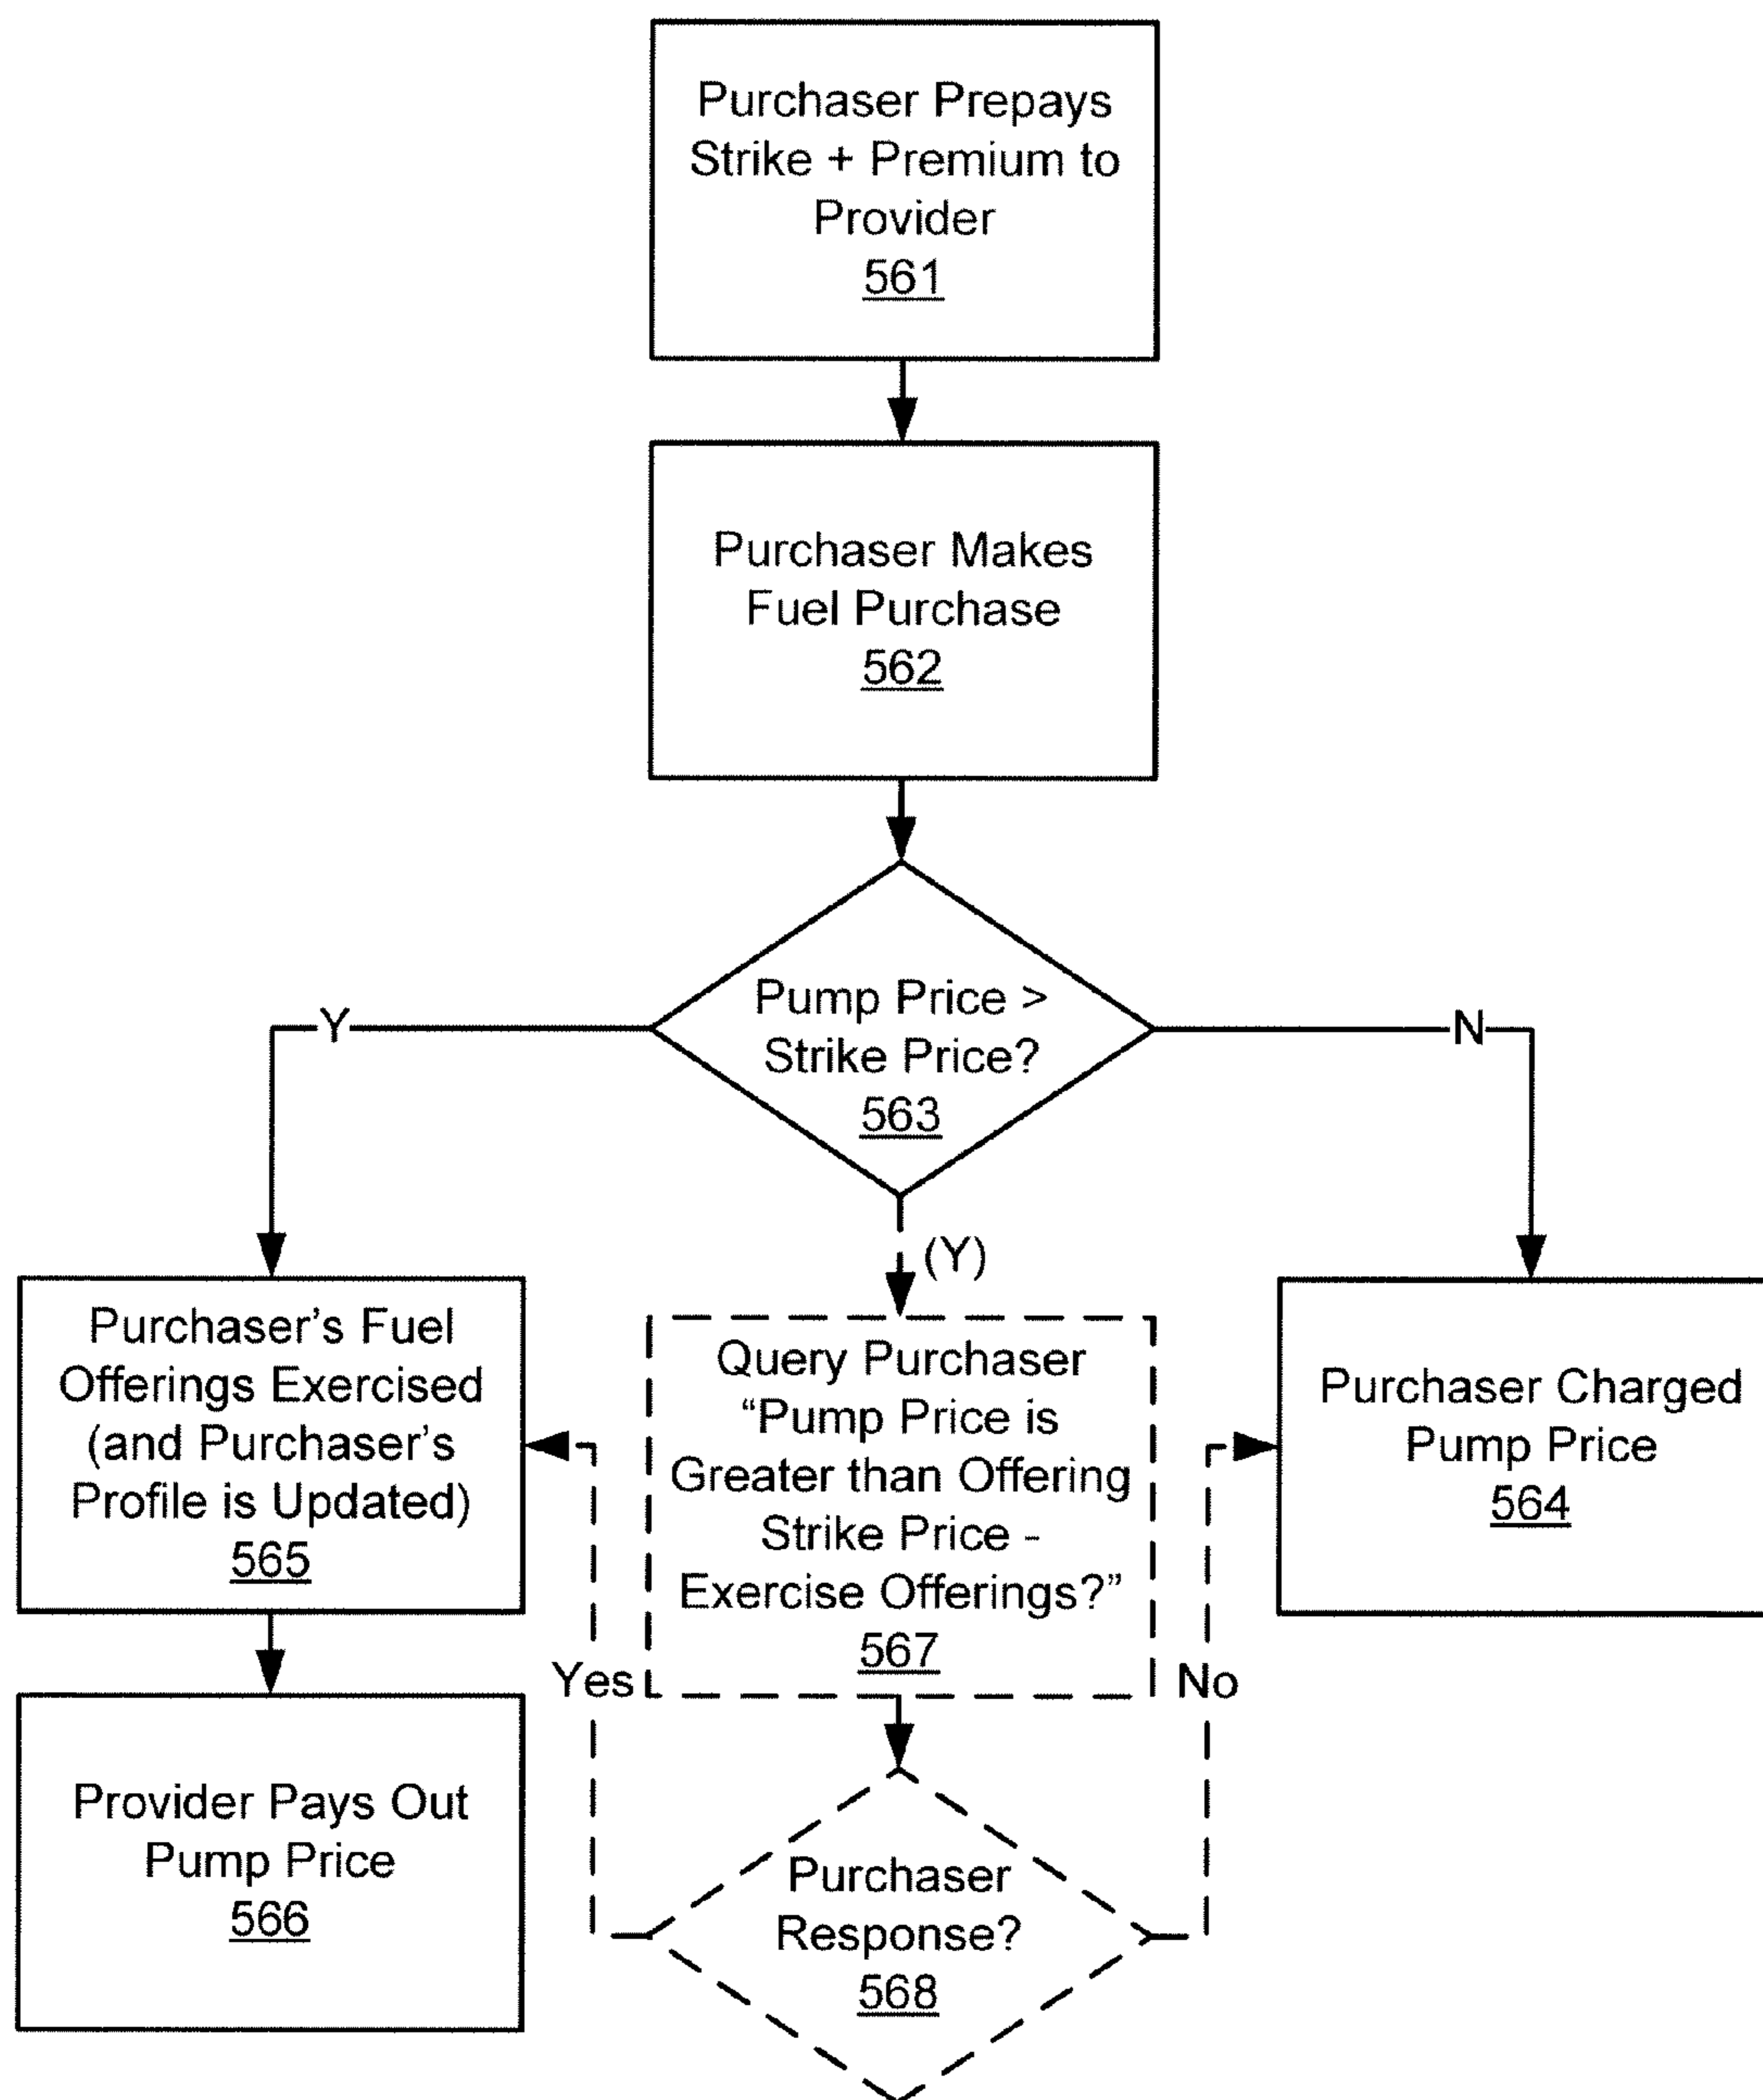 Purchaser Prepays
Strike + Premium to
Provider
561
Purchaser Makes
Fuel Purchase
562
Pump Price >
Strike Price?
563
Y
N
(Y)
Purchaser's Fuel
Offerings Exercised
(and Purchaser's
Profile is Updated)
565
Query Purchaser
“Pump Price is
Greater than Offering
Strike Price -
Exercise Offerings?”
567
Purchaser Charged
Pump Price
564
Yes
No
Provider Pays Out
Pump Price
566
Purchaser
Response?
568